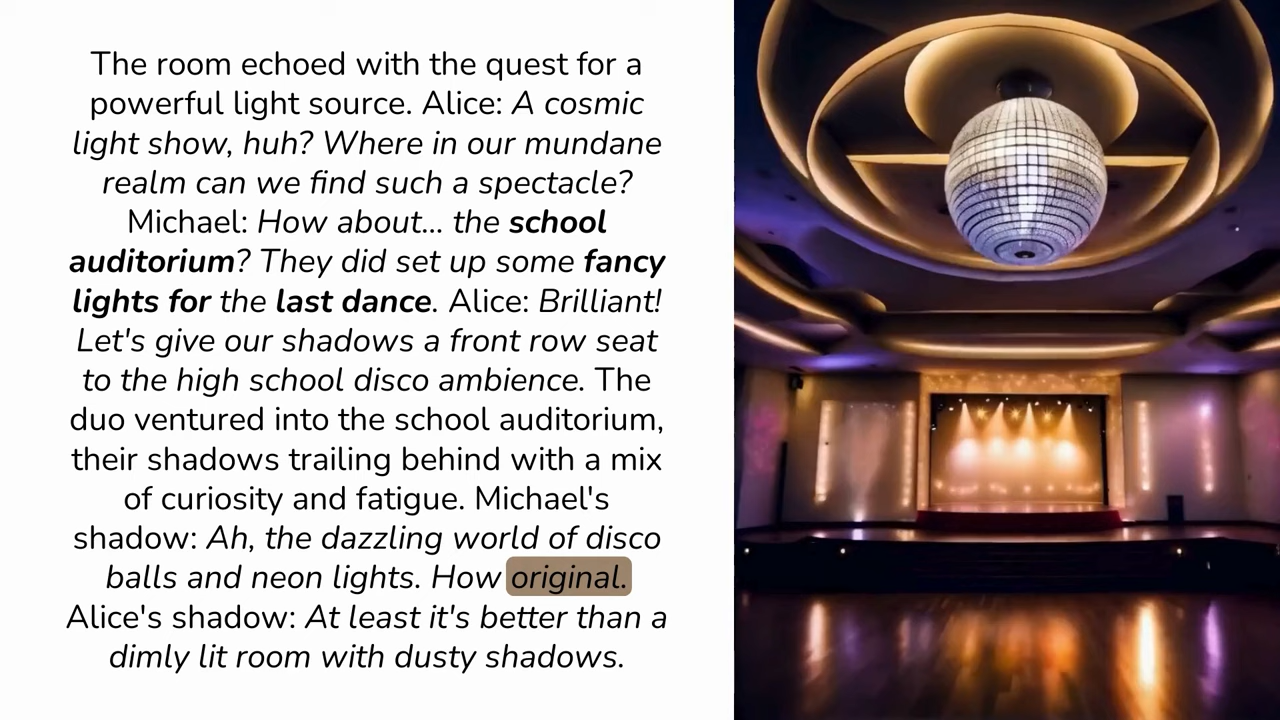 The room echoed with the quest for a
powerful light source. Alice: A cosmic
light show, huh? Where in our mundane
realm can we find such a spectacle?
Michael: How about... the school
auditorium? They did set up some fancy
lights for the last dance. Alice: Brilliant!
Let's give our shadows a front row seat
to the high school disco ambience. The
duo ventured into the school auditorium,
their shadows trailing behind with a mix
of curiosity and fatigue. Michael's
shadow: Ah, the dazzling world of disco
balls and neon lights. How original.
Alice's shadow: At least it's better than a
dimly lit room with dusty shadows.